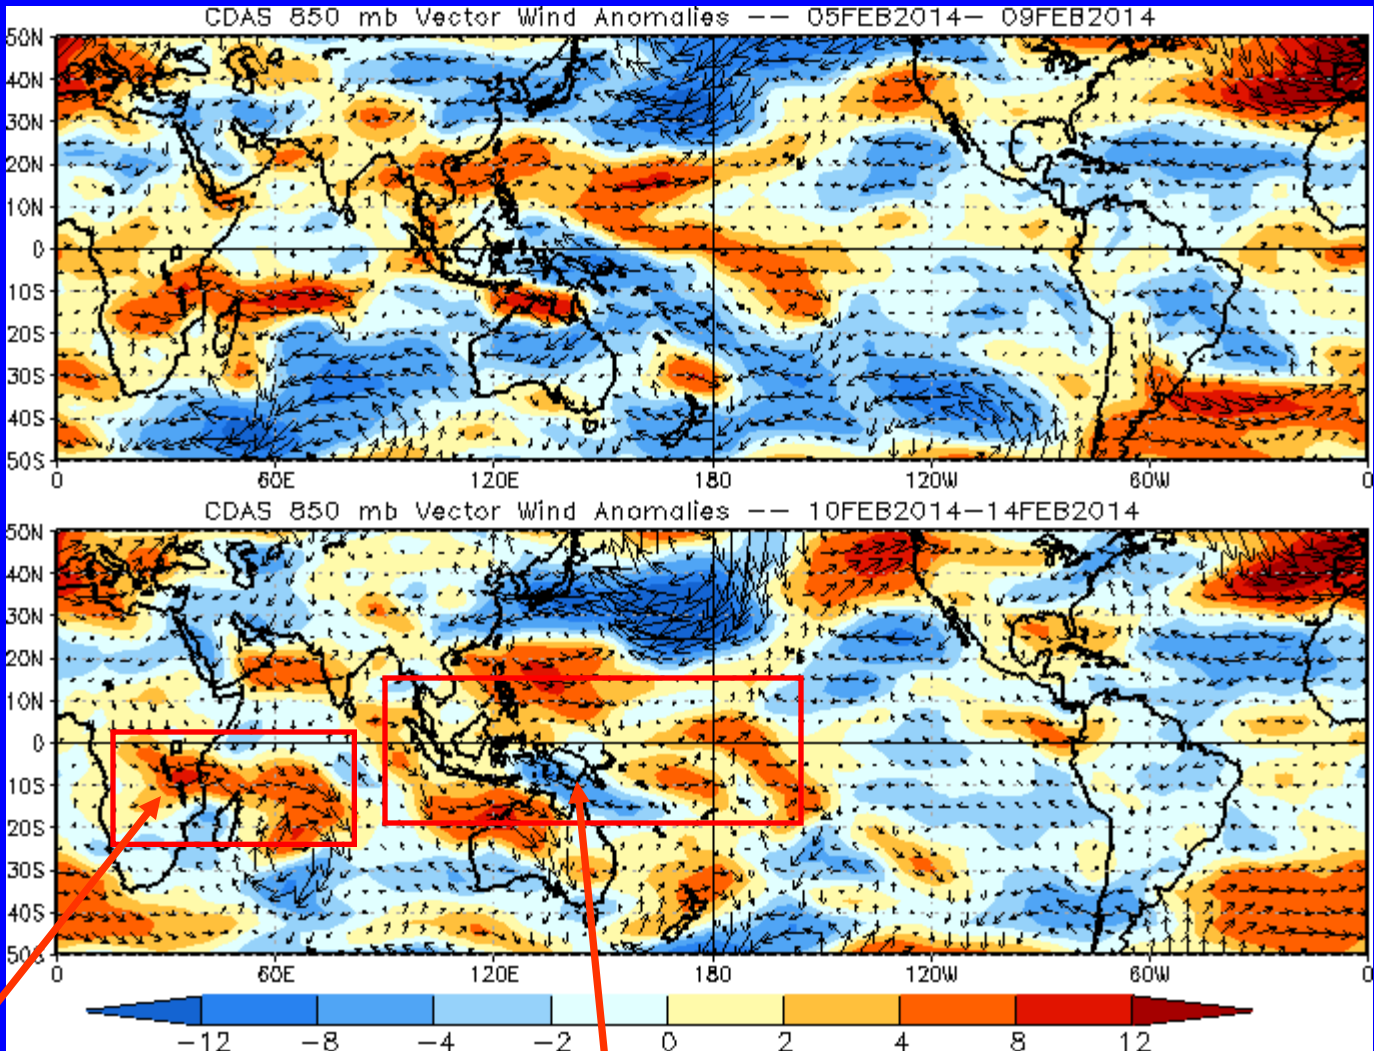 CDAS 850 mb Vector Wind Anomalies -- 05FEB2014- 09FEB2014
50N
40N
30N
20N
10N
0
10S
20S
30S
40S
50S
0 60E 120E 180 120W 60W 0
CDAS 850 mb Vector Wind Anomalies -- 10FEB2014-14FEB2014
50N
40N
30N
20N
10N
0
10S
20S
30S
40S
50S
0 60E 120E 180 120W 60W 0
-12 -8 -4 -2 0 2 4 8 12